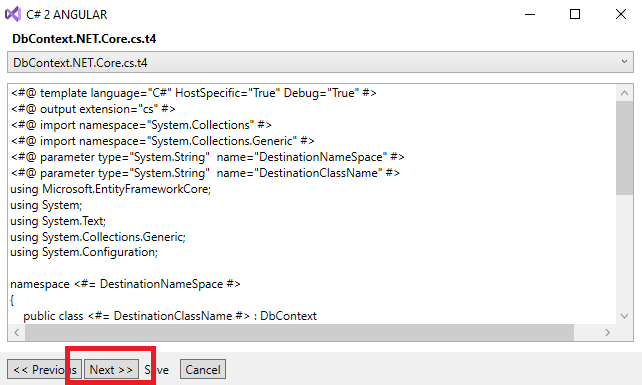 C# 2 ANGULAR
DbContext.NET.Core.cs.t4
DbContext.NET.Core.cs.t4
<#@ template language="C#" HostSpecific="True" Debug="True" #>
<#@ output extension="cs" #>
<#@ import namespace="System.Collections" #>
<#@ import namespace="System.Collections.Generic" #>
<#@ parameter type="System.String"  name="DestinationNameSpace" #>
<#@ parameter type="System.String"  name="DestinationClassName" #>
using Microsoft.EntityFrameworkCore;
using System;
using System.Text;
using System.Collections.Generic;
using System.Configuration;
namespace <#= DestinationNameSpace #>
{
    public class <#= DestinationClassName #> : DbContext
<< Previous Next >> Save Cancel